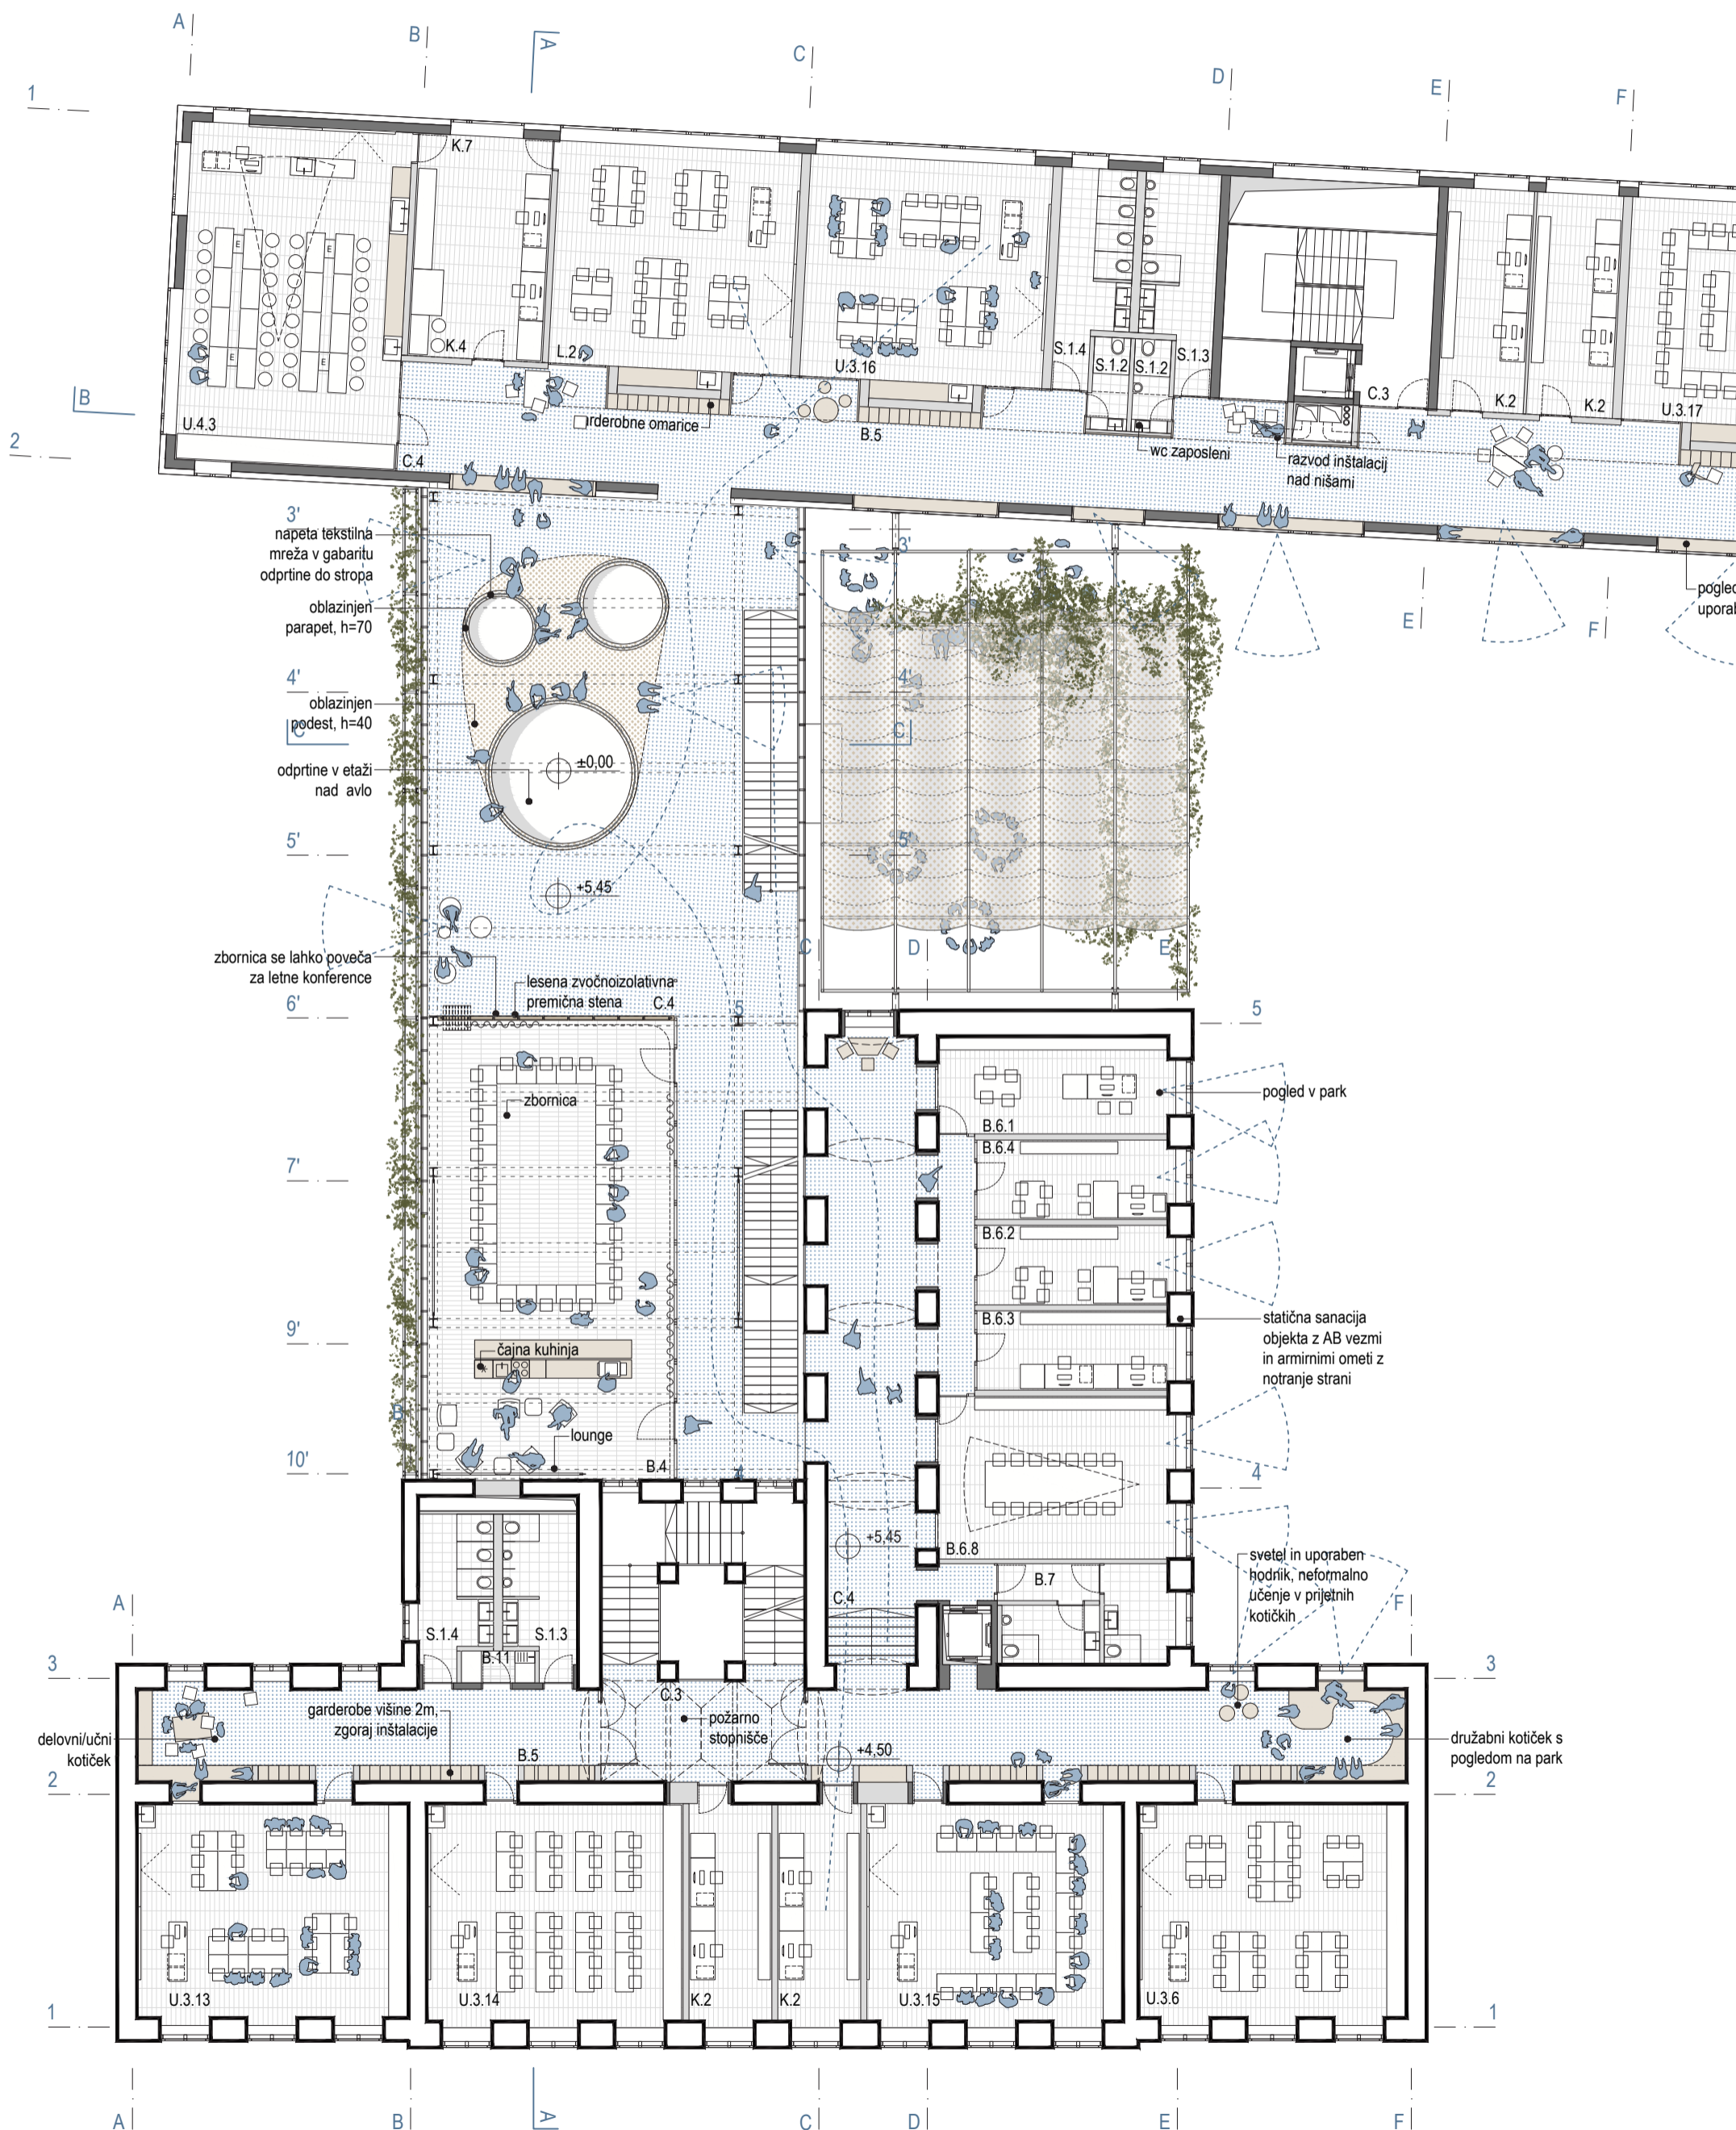 A
B
A
C
D
E
F
1
K.7
K.4
L.2
U.3.16
S.1.4
S.1.2
S.1.2
S.1.3
C.3
K.2
K.2
U.3.17
E
E
E
E
B
U.4.3
2
C.4
B.5
wc zaposleni
razvod inštalacij
nad nišami
3'
napeta tekstilna
mreža v gabaritu
odprtine do stropa
oblazinjen
parapet, h=70
4'
oblazinjen
podest, h=40
C
odprtine v etaži
nad avlo
±0,00
5'
+5,45
3'
4'
C
5'
E
F
C
D
E
zbornica se lahko poveča
za letne konference
6'
lesena zvočnoizolativna
premična stena
C.4
5
5
zbornica
7'
9'
čajna kuhinja
B
lounge
10'
B.4
4
B.6.1
pogled v park
B.6.4
B.6.2
B.6.3
statična sanacija
objekta z AB vezmi
in armirnimi ometi z
notranje strani
4
+5,45
B.6.8
B.7
C.4
svetel in uporaben
hodnik, neformalno
učenje v prijetnih
kotičkih
A
F
S.1.4
S.1.3
B.11
3
3
C.3
garderobe višine 2m,
zgoraj inštalacije
požarno
stopnišče
delovni/učni
kotiček
B.5
+4,50
družabni kotiček s
pogledom na park
2
2
U.3.13
U.3.14
K.2
K.2
U.3.15
U.3.6
1
1
A
B
A
C
D
E
F